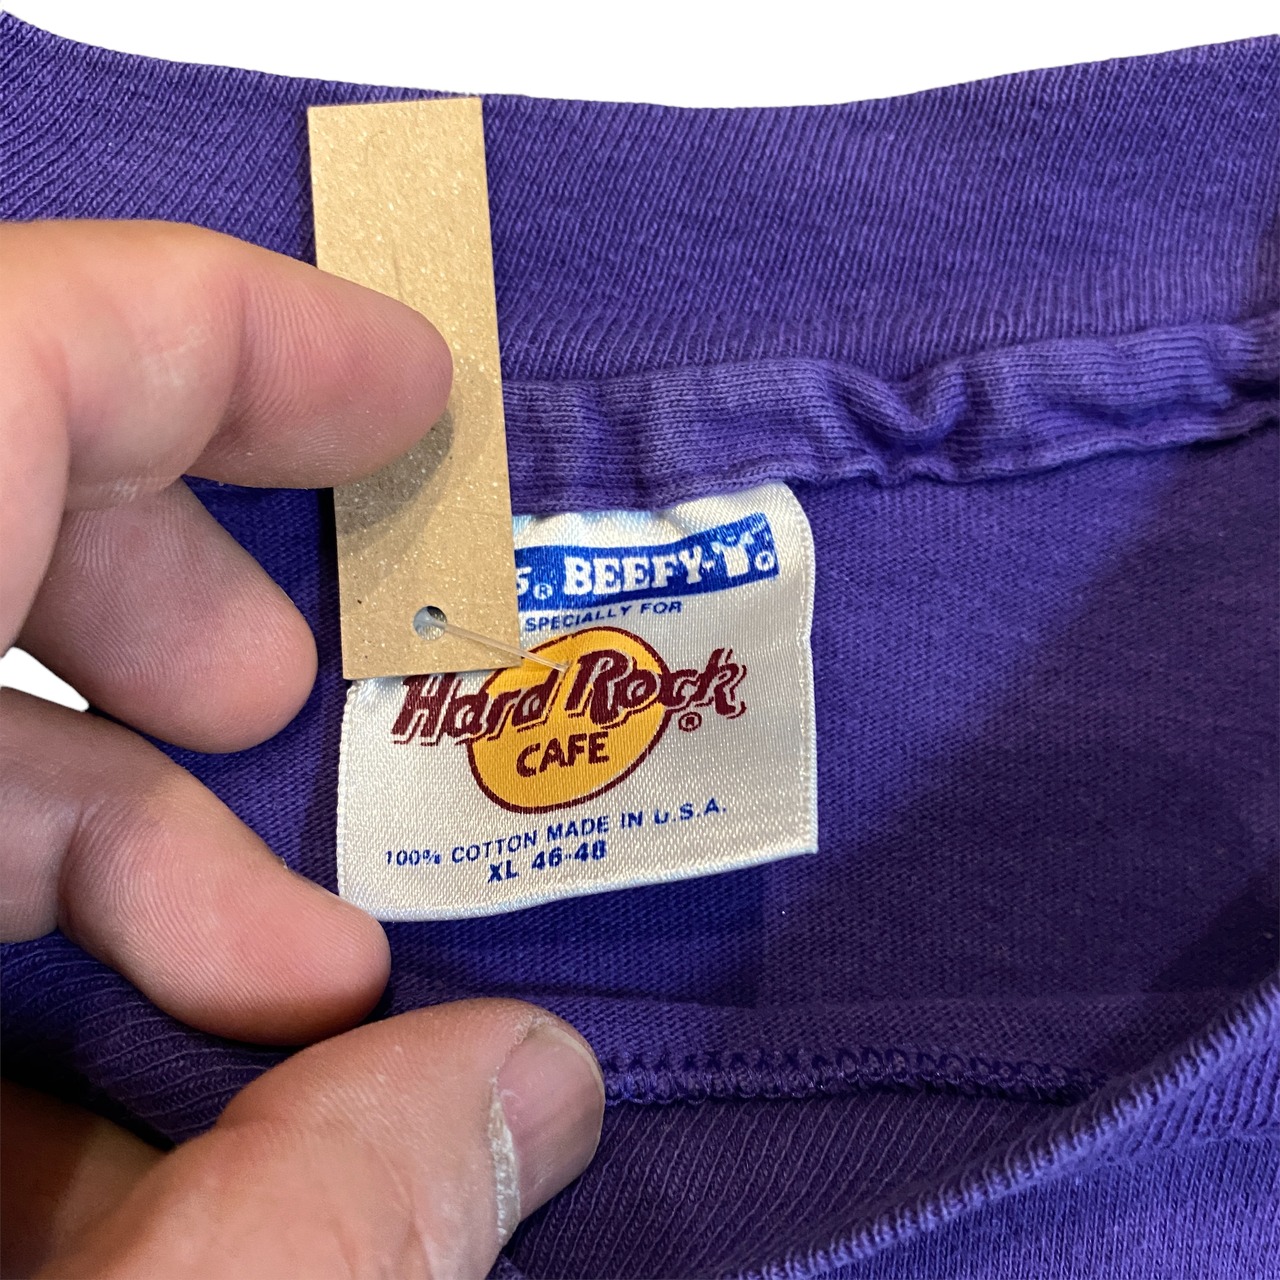 S® BEEFY-T®
SPECIALLY FOR
Hard Rock®
CAFE
100% COTTON MADE IN U.S.A.
XL 46-48